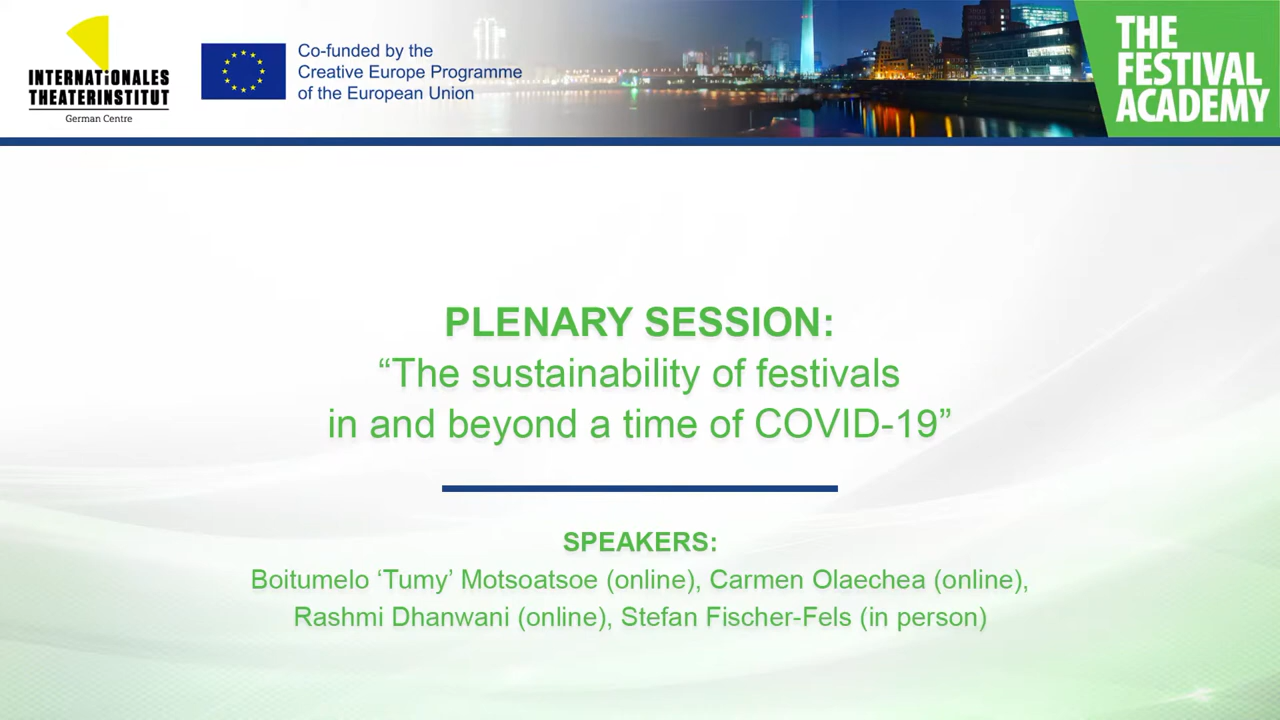 INTERNATiONALES
THEATERINSTITUT
German Centre
Co-funded by the
Creative Europe Programme
of the European Union
THE
FESTIVAL
ACADEMY
PLENARY SESSION:
“The sustainability of festivals
in and beyond a time of COVID-19”
SPEAKERS:
Boitumelo ‘Tumy’ Motsoatsoe (online), Carmen Olaechea (online),
Rashmi Dhanwani (online), Stefan Fischer-Fels (in person)